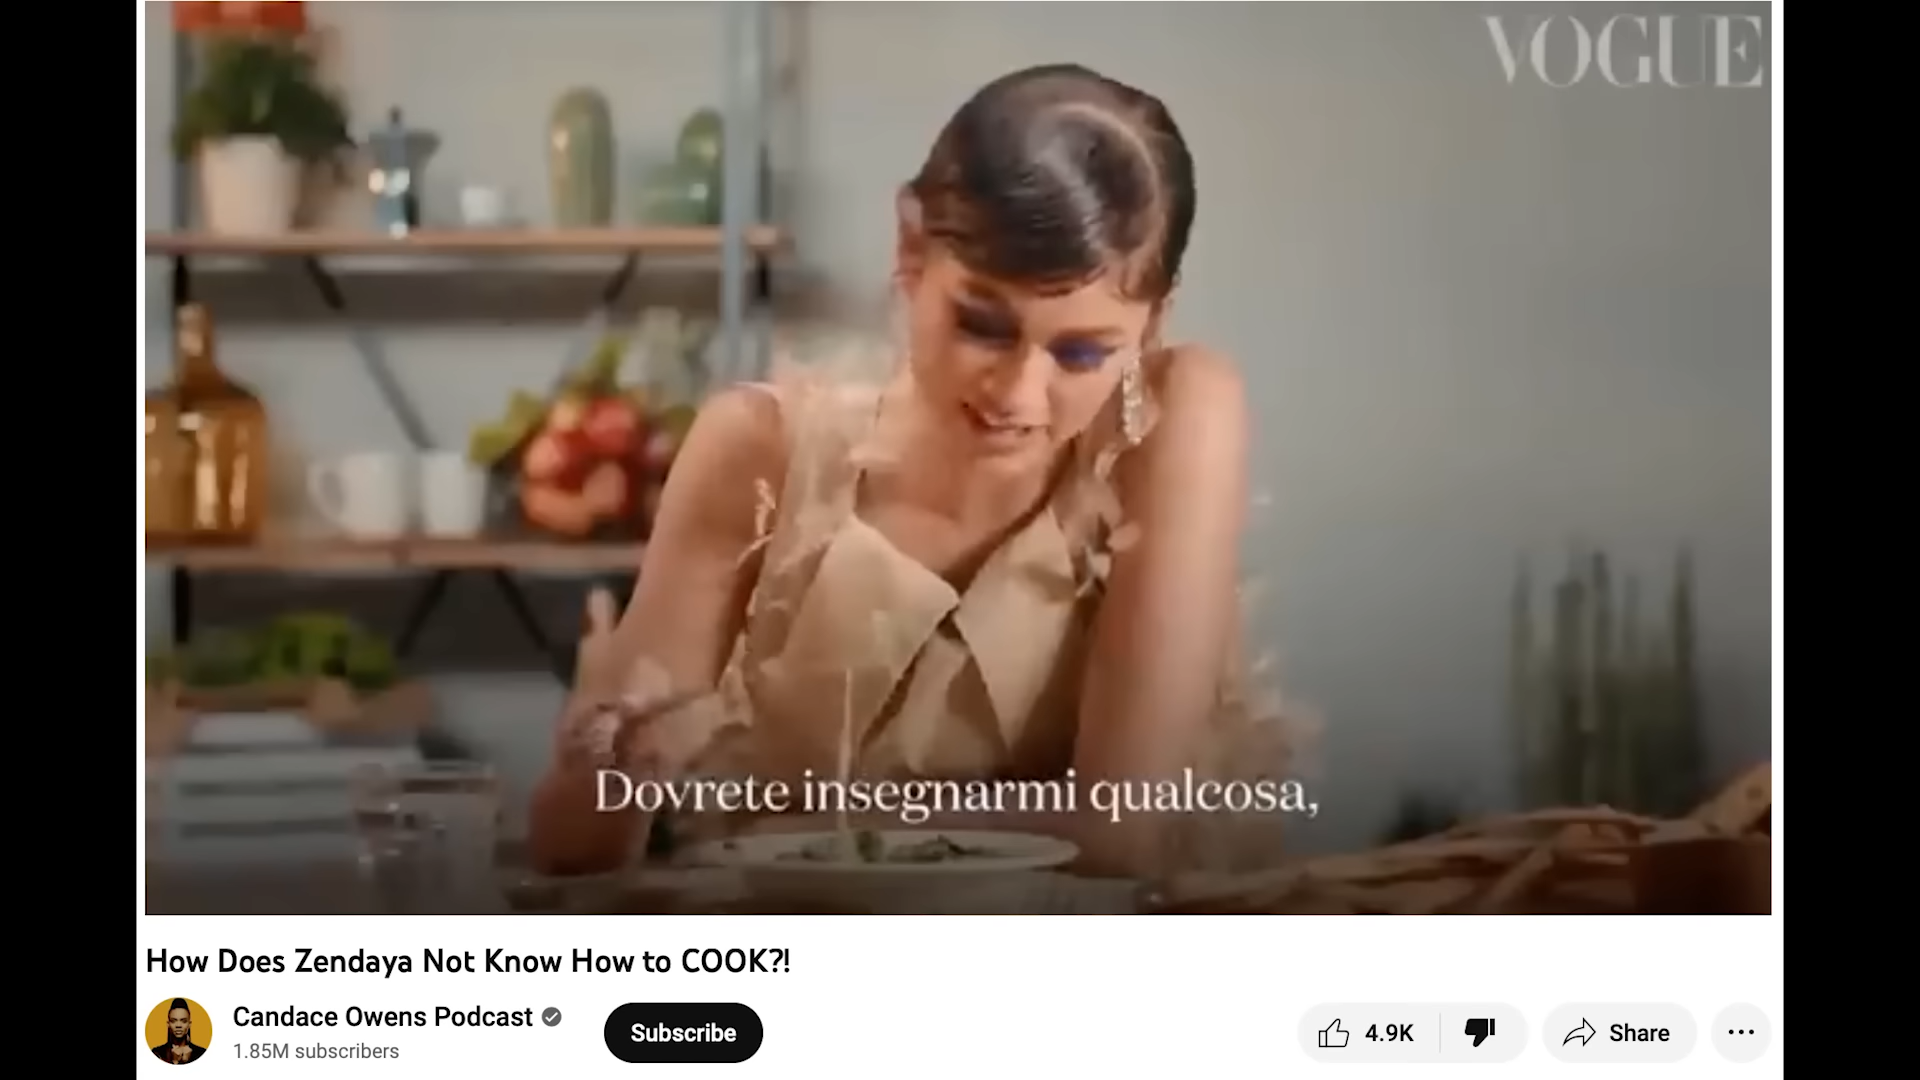 VOGUE
Dovrete insegnarmi qualcosa,
How Does Zendaya Not Know How to COOK?!
Candace Owens Podcast
1.85M subscribers
Subscribe
4.9K
Share